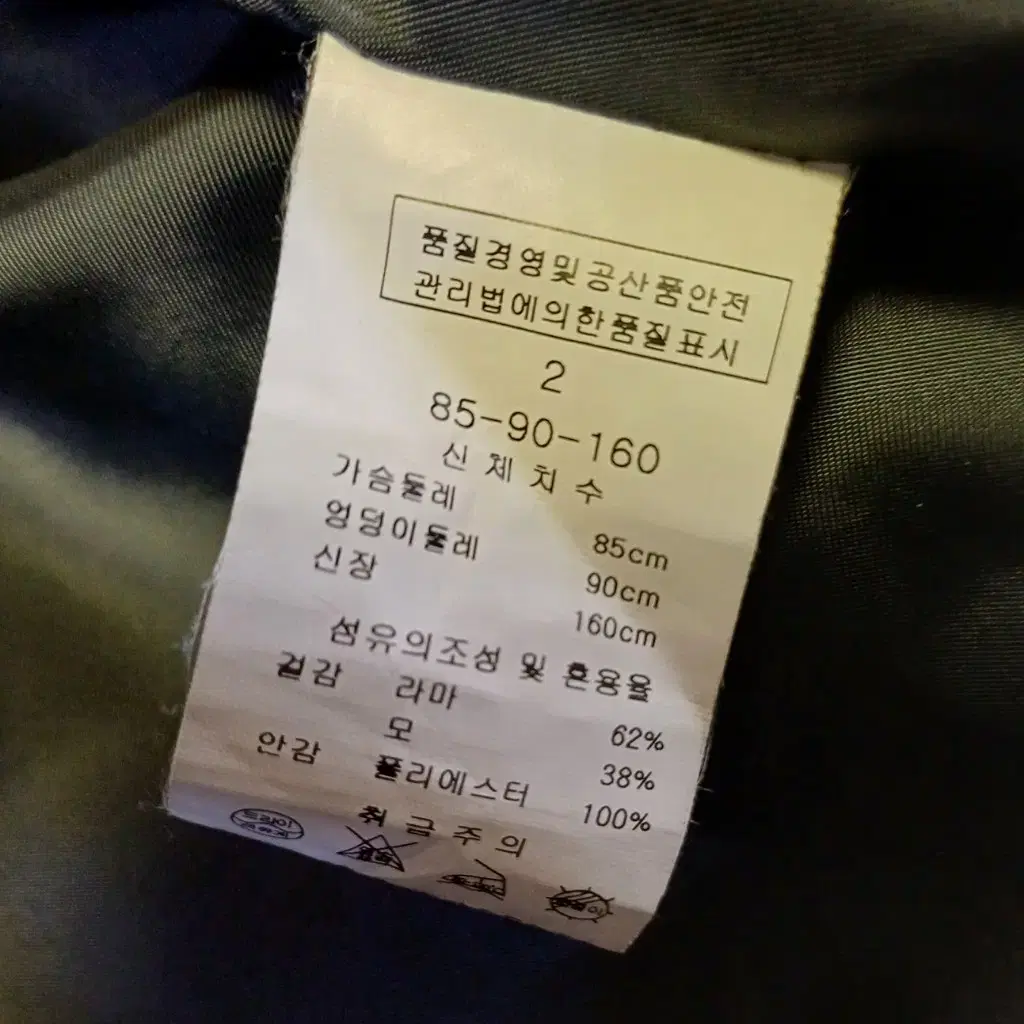 품질경영및공산품안전
관리법에의한품질표시
2
85-90-160
신체치수
가슴둘레 85cm
엉덩이둘레 90cm
신장 160cm
섬유의조성 및 혼용율
겉감 라마 62%
모 38%
안감 폴리에스터 100%
취급주의
드라이